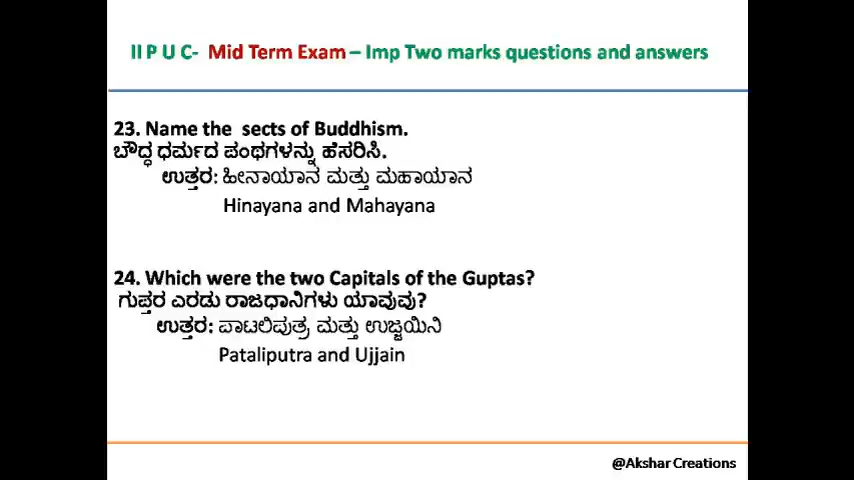 II P U C- Mid Term Exam – Imp Two marks questions and answers
23. Name the sects of Buddhism.
ಬೌದ್ಧ ಧರ್ಮದ ಪಂಥಗಳನ್ನು ಹೆಸರಿಸಿ.
ಉತ್ತರ: ಹೀನಾಯಾನ ಮತ್ತು ಮಹಾಯಾನ
Hinayana and Mahayana
24. Which were the two Capitals of the Guptas?
ಗುಪ್ತರ ಎರಡು ರಾಜಧಾನಿಗಳು ಯಾವುವು?
ಉತ್ತರ: ಪಾಟಲಿಪುತ್ರ ಮತ್ತು ಉಜ್ಜಯಿನಿ
Pataliputra and Ujjain
@Akshar Creations